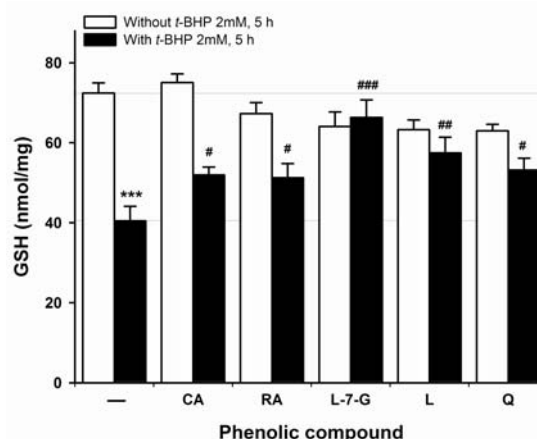 Without t-BHP 2mM, 5 h
With t-BHP 2mM, 5 h
80
60
40
20
0
GSH (nmol/mg)
***
#
#
###
##
#
— CA RA L-7-G L Q
Phenolic compound